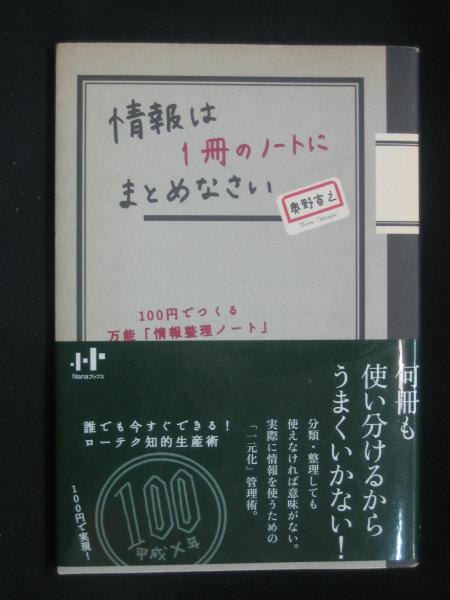 情報は
1冊のノートに
まとめなさい
奥野宣之
100円でつくる
万能「情報整理ノート」
Nanaブックス
何冊も
使い分けるから
うまくいかない!
分類・整理しても
使えなければ意味がない。
実際に情報を使うための
「一元化」管理術。
誰でも今すぐできる!
ローテク知的生産術
100
平成×年
100円で実現!